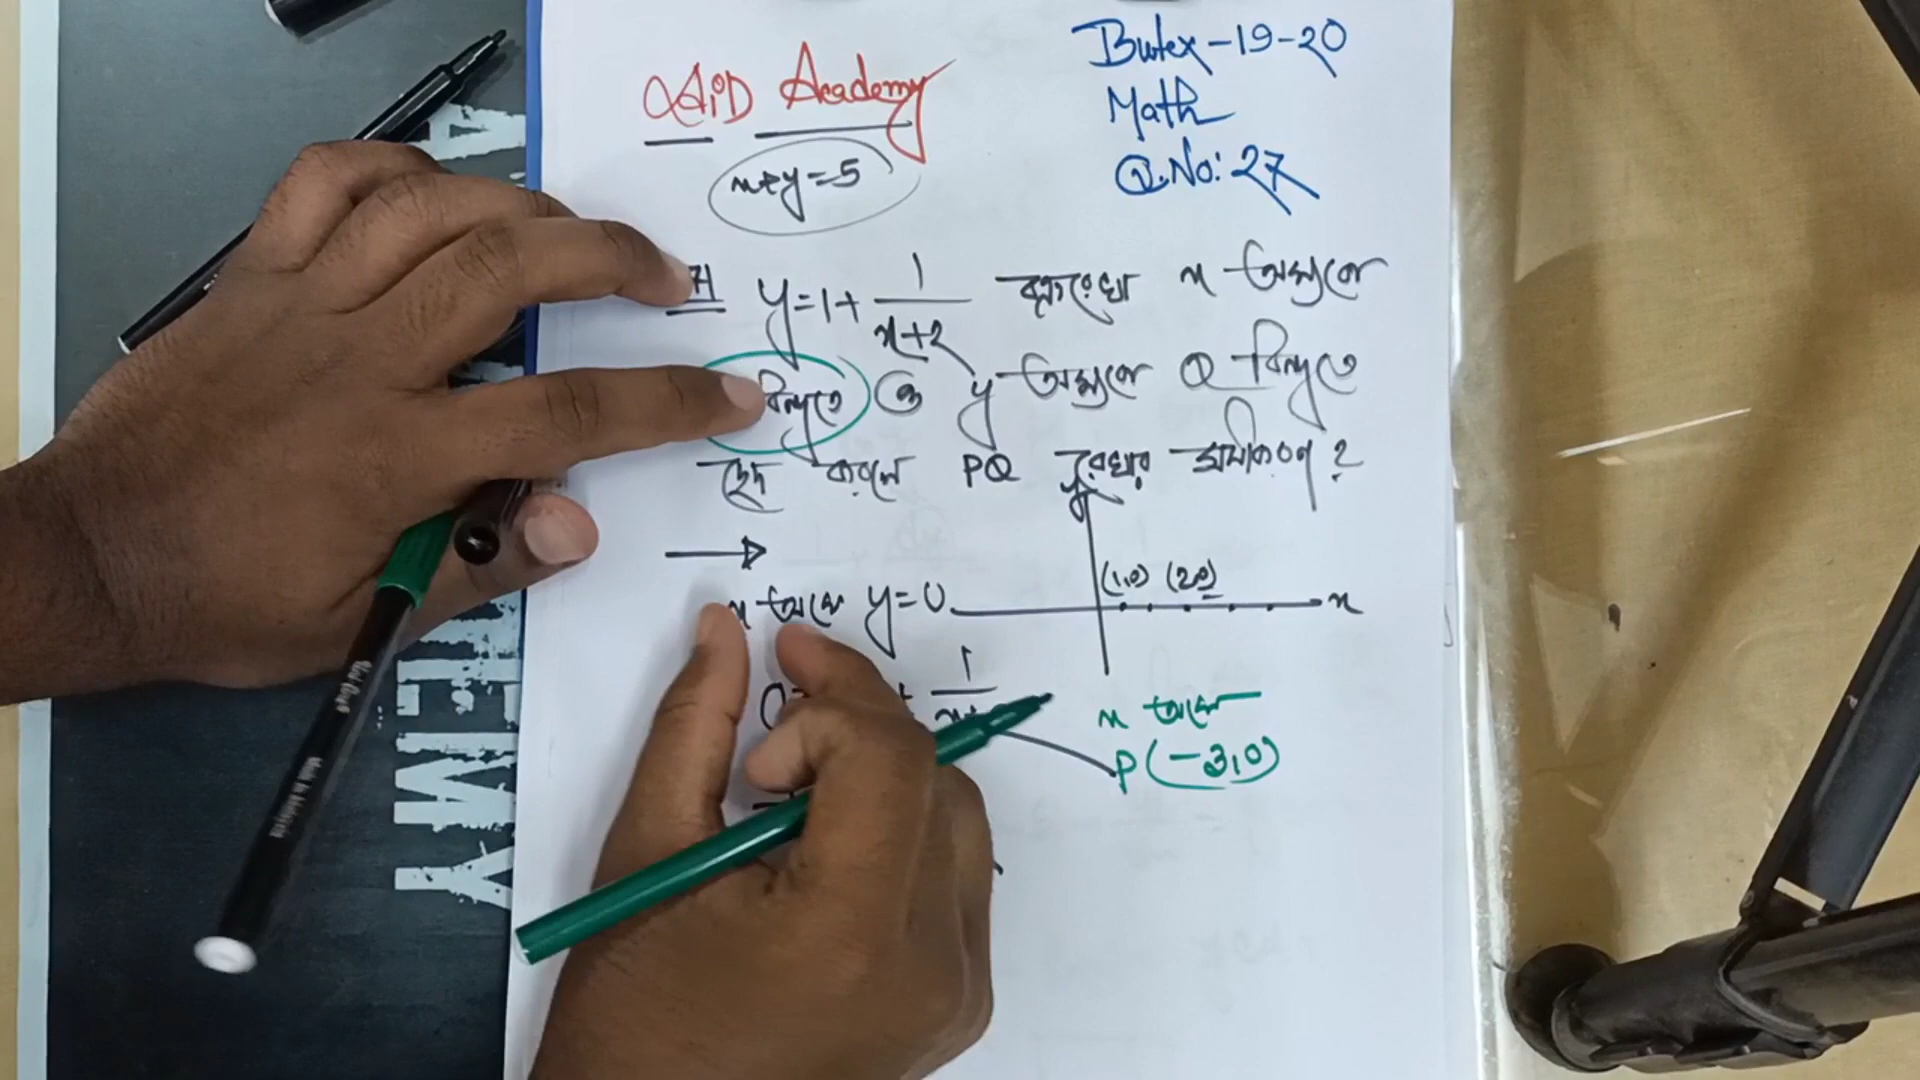 Academy
Butex-19-20
Math
Q.No: 27
x+y=5
y=1+ 1/(x+2) বক্ররেখা x-অক্ষকে
বিন্দুতে ও y-অক্ষকে Q বিন্দুতে
ছেদ করলে PQ রেখার সমীকরণ?
y
(1,0) (2,0)
x অক্ষে y=0
x
x অক্ষে
P(-3,0)